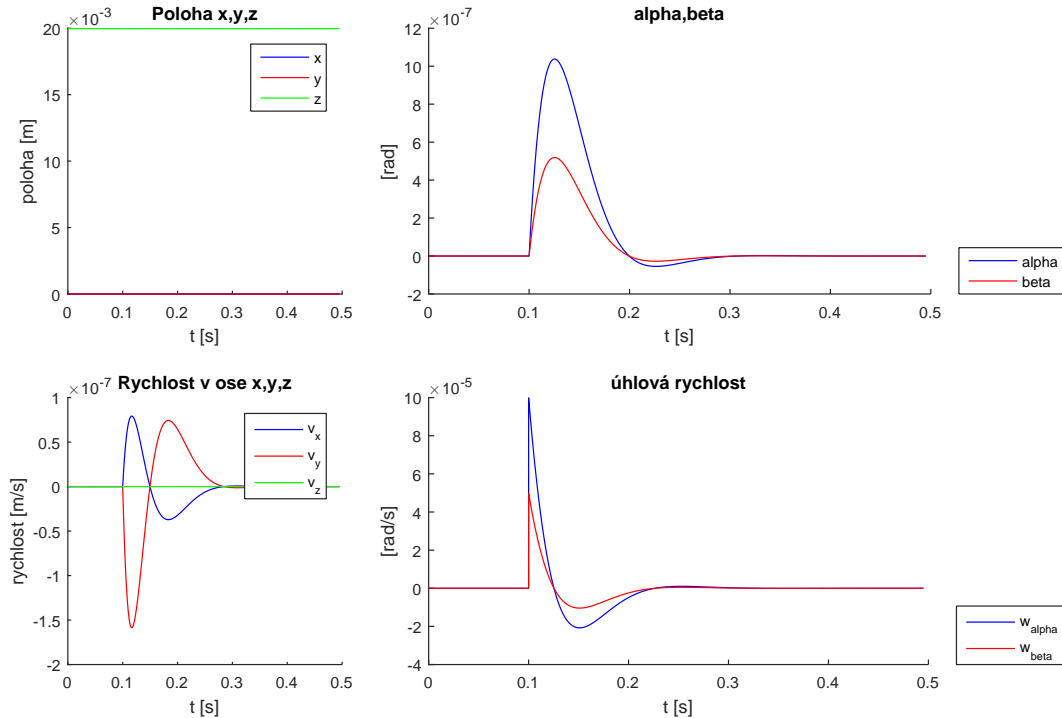 Poloha x,y,z
×10^-3
20
15
10
5
0
poloha [m]
0 0.1 0.2 0.3 0.4 0.5
t [s]
x
y
z
alpha,beta
×10^-7
12
10
8
6
4
2
0
-2
[rad]
0 0.1 0.2 0.3 0.4 0.5
t [s]
alpha
beta
Rychlost v ose x,y,z
×10^-7
1
0.5
0
-0.5
-1
-1.5
-2
rychlost [m/s]
0 0.1 0.2 0.3 0.4 0.5
t [s]
v_x
v_y
v_z
úhlová rychlost
×10^-5
10
8
6
4
2
0
-2
-4
[rad/s]
0 0.1 0.2 0.3 0.4 0.5
t [s]
w_alpha
w_beta